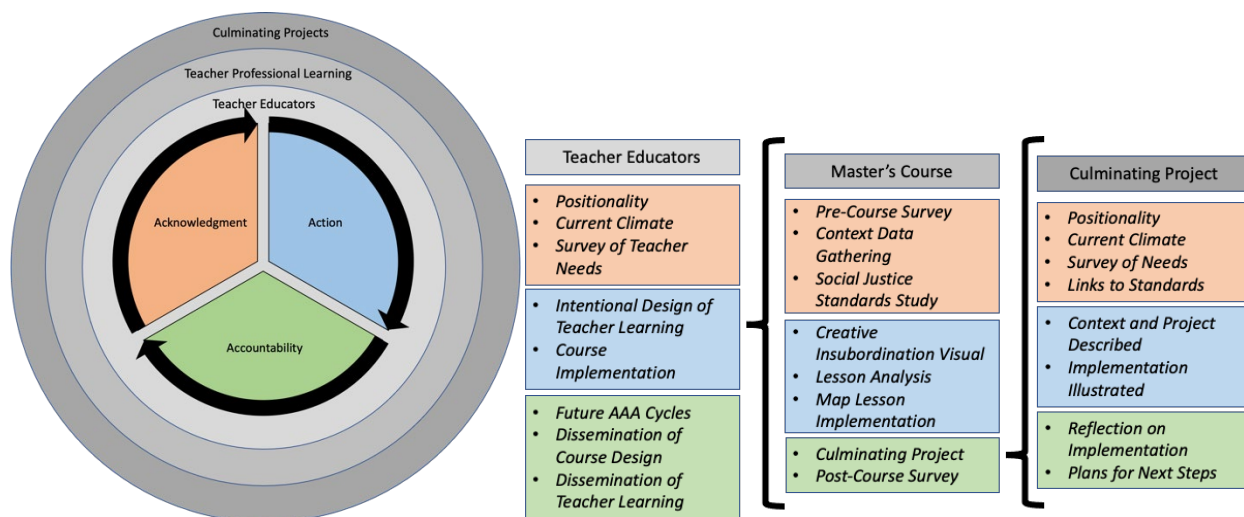 Culminating Projects
Teacher Professional Learning
Teacher Educators
Acknowledgment
Action
Accountability
Teacher Educators
• Positionality
• Current Climate
• Survey of Teacher
Needs
• Intentional Design of
Teacher Learning
• Course
Implementation
• Future AAA Cycles
• Dissemination of
Course Design
• Dissemination of
Teacher Learning
Master's Course
• Pre-Course Survey
• Context Data
Gathering
• Social Justice
Standards Study
• Creative
Insubordination Visual
• Lesson Analysis
• Map Lesson
Implementation
• Culminating Project
• Post-Course Survey
Culminating Project
• Positionality
• Current Climate
• Survey of Needs
• Links to Standards
• Context and Project
Described
• Implementation
Illustrated
• Reflection on
Implementation
• Plans for Next Steps